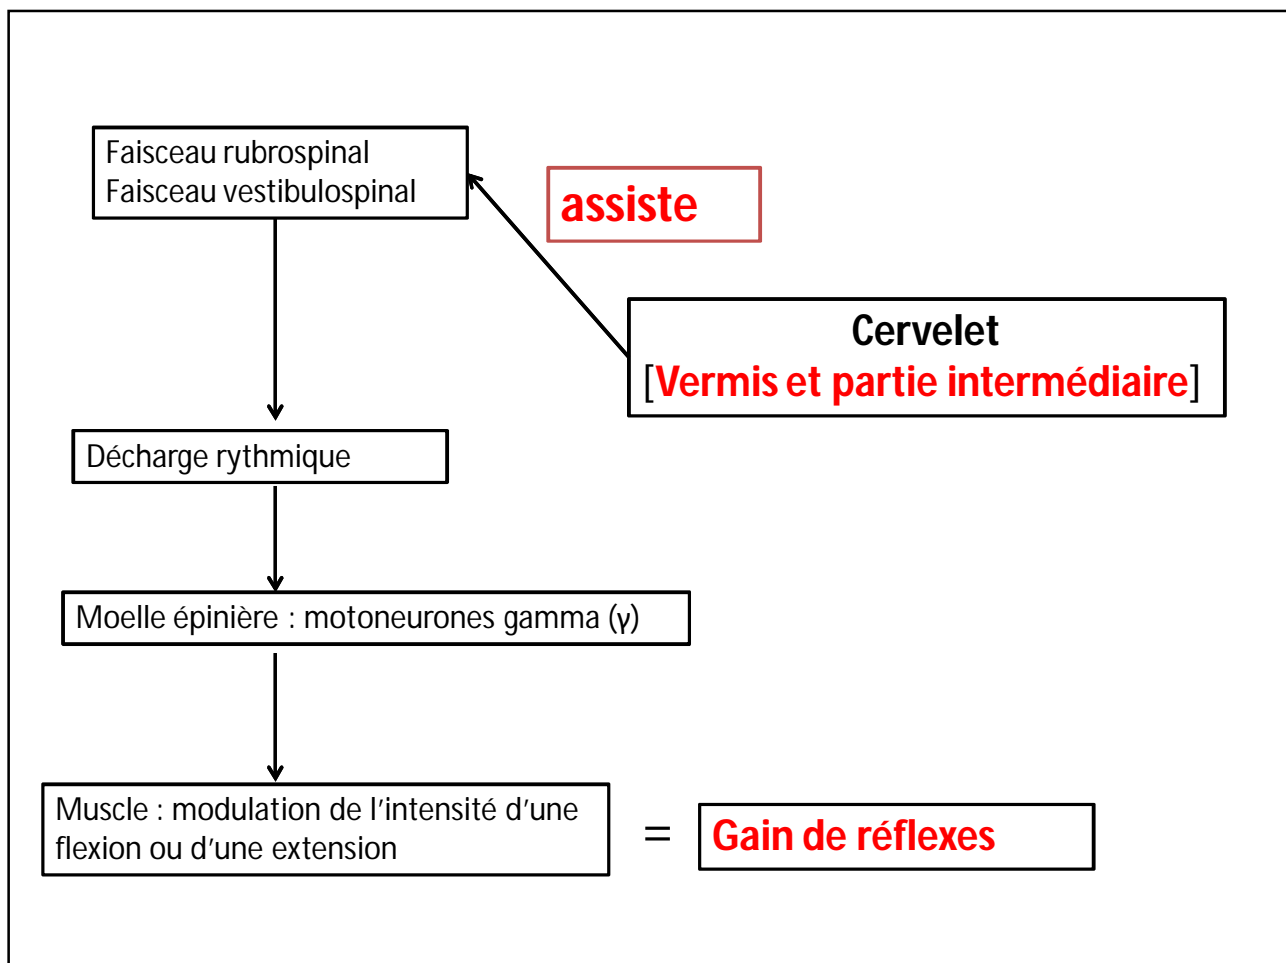 Faisceau rubrospinal
Faisceau vestibulospinal
assiste
Cervelet
[Vermis et partie intermédiaire]
Décharge rythmique
Moelle épinière : motoneurones gamma (γ)
Muscle : modulation de l’intensité d’une
flexion ou d’une extension
=
Gain de réflexes